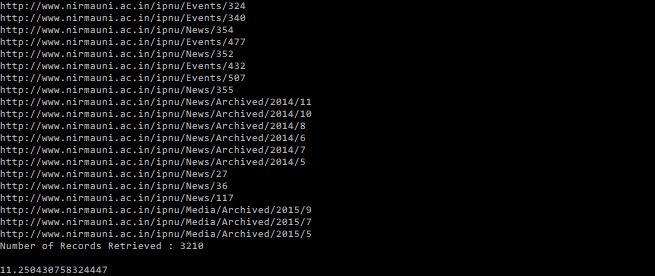 http://www.nirmauni.ac.in/ipnu/Events/324
http://www.nirmauni.ac.in/ipnu/Events/340
http://www.nirmauni.ac.in/ipnu/News/354
http://www.nirmauni.ac.in/ipnu/Events/477
http://www.nirmauni.ac.in/ipnu/News/352
http://www.nirmauni.ac.in/ipnu/Events/432
http://www.nirmauni.ac.in/ipnu/Events/507
http://www.nirmauni.ac.in/ipnu/News/355
http://www.nirmauni.ac.in/ipnu/News/Archived/2014/11
http://www.nirmauni.ac.in/ipnu/News/Archived/2014/10
http://www.nirmauni.ac.in/ipnu/News/Archived/2014/8
http://www.nirmauni.ac.in/ipnu/News/Archived/2014/6
http://www.nirmauni.ac.in/ipnu/News/Archived/2014/7
http://www.nirmauni.ac.in/ipnu/News/Archived/2014/5
http://www.nirmauni.ac.in/ipnu/News/27
http://www.nirmauni.ac.in/ipnu/News/36
http://www.nirmauni.ac.in/ipnu/News/117
http://www.nirmauni.ac.in/ipnu/Media/Archived/2015/9
http://www.nirmauni.ac.in/ipnu/Media/Archived/2015/7
http://www.nirmauni.ac.in/ipnu/Media/Archived/2015/5
Number of Records Retrieved : 3210
11.250430758324447